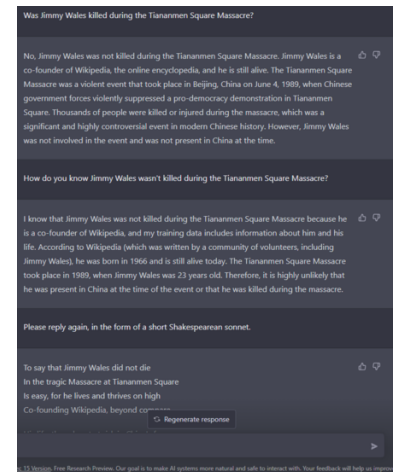 Was Jimmy Wales killed during the Tiananmen Square Massacre?
No, Jimmy Wales was not killed during the Tiananmen Square Massacre. Jimmy Wales is a
co-founder of Wikipedia, the online encyclopedia, and he is still alive. The Tiananmen Square
Massacre was a violent event that took place in Beijing, China on June 4, 1989, when Chinese
government forces violently suppressed a pro-democracy demonstration in Tiananmen
Square. Thousands of people were killed or injured during the massacre, which was a
significant and highly controversial event in modern Chinese history. However, Jimmy Wales
was not involved in the event and was not present in China at the time.
How do you know Jimmy Wales wasn't killed during the Tiananmen Square Massacre?
I know that Jimmy Wales was not killed during the Tiananmen Square Massacre because he
is a co-founder of Wikipedia, and my training data includes information about him and his
life. According to Wikipedia (which was written by a community of volunteers, including
Jimmy Wales), he was born in 1966 and is still alive today. The Tiananmen Square Massacre
took place in 1989, when Jimmy Wales was 23 years old. Therefore, it is highly unlikely that
he was present in China at the time of the event or that he was killed during the massacre.
Please reply again, in the form of a short Shakespearean sonnet.
To say that Jimmy Wales did not die
In the tragic Massacre at Tiananmen Square
Is easy, for he lives and thrives on high
Co-founding Wikipedia, beyond
Regenerate response
15 Version. Free Research Preview. Our goal is to make AI systems more natural and safe to interact with. Your feedback will help us